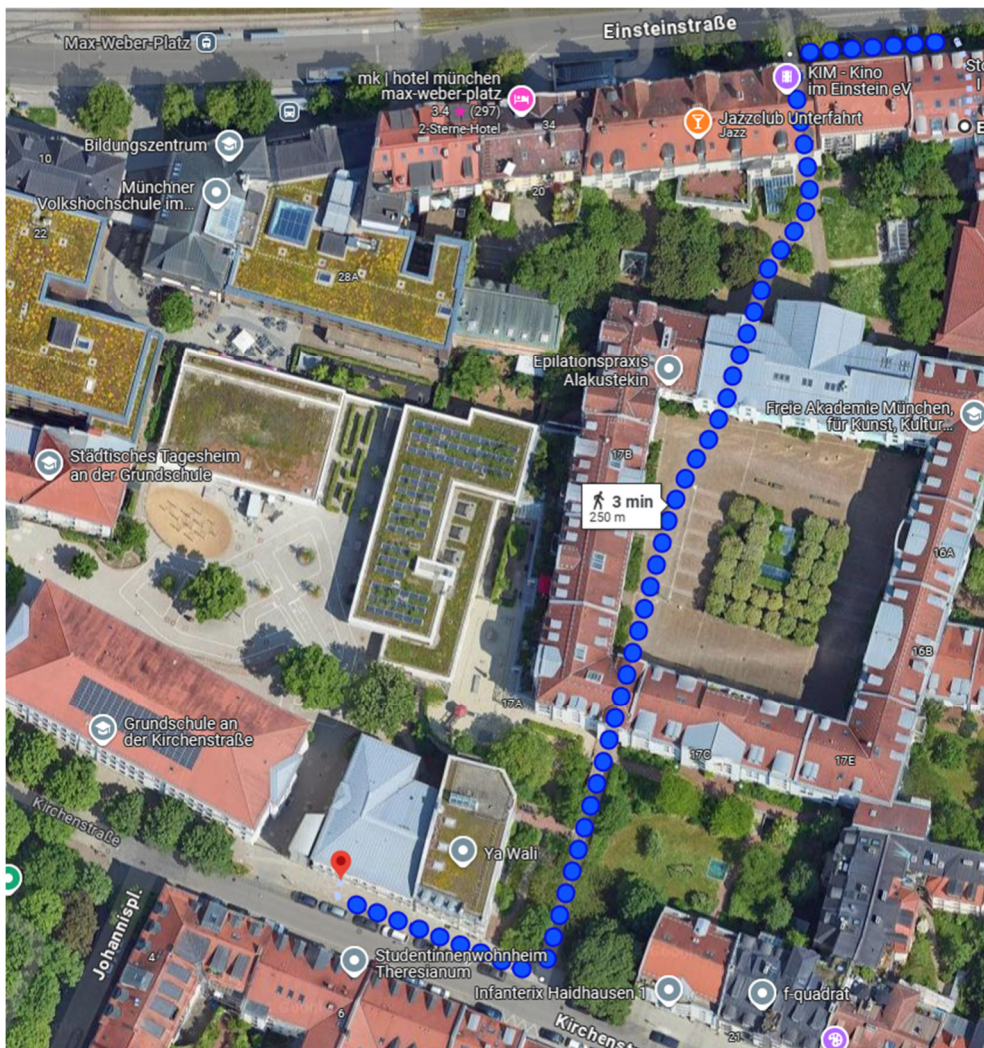 Einsteinstraße
Max-Weber-Platz
mk | hotel münchen
max-weber-platz
3,4 (297)
2-Sterne-Hotel
34
KIM - Kino
im Einstein eV
Jazzclub Unterfahrt
Jazz
Bildungszentrum
10
Münchner
Volkshochschule im...
20
22
28A
17B
Epilationspraxis
Alakustekin
Freie Akademie München,
für Kunst, Kultur...
Städtisches Tagesheim
an der Grundschule
17B
3 min
250 m
16A
16B
17A
Grundschule an
der Kirchenstraße
17C
17E
Kirchenstraße
Ya Wali
Johannispl.
4
Studentinnenwohnheim
Theresianum
Infanterix Haidhausen 1
f-quadrat
6
Kirchenst
21